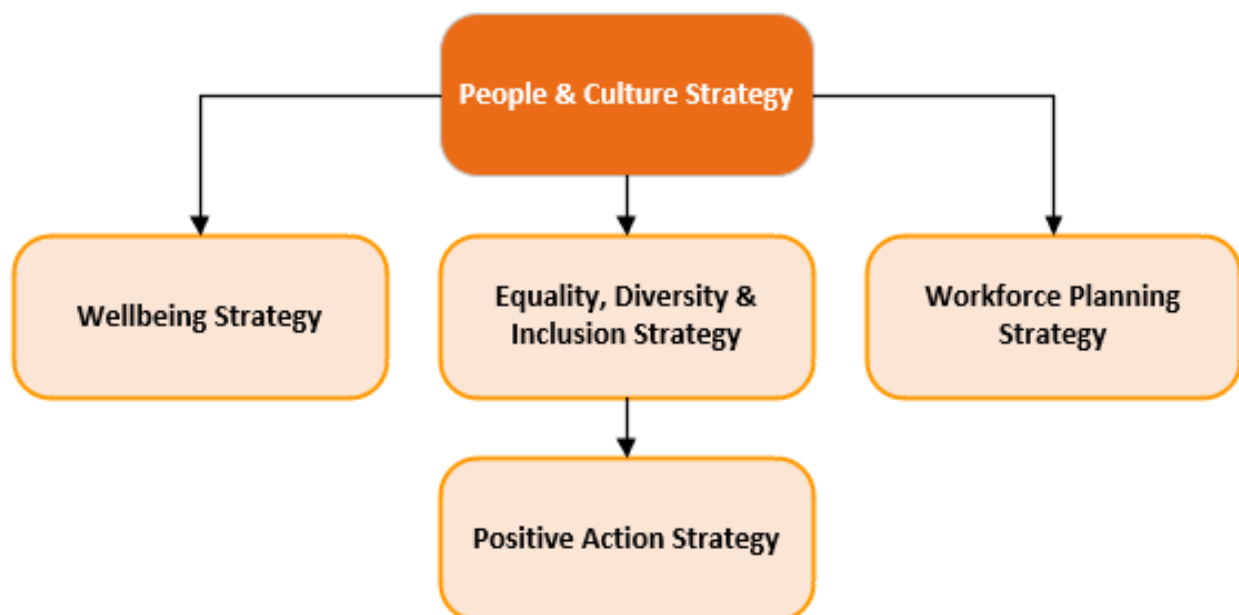 People & Culture Strategy
Wellbeing Strategy
Equality, Diversity &
Inclusion Strategy
Workforce Planning
Strategy
Positive Action Strategy